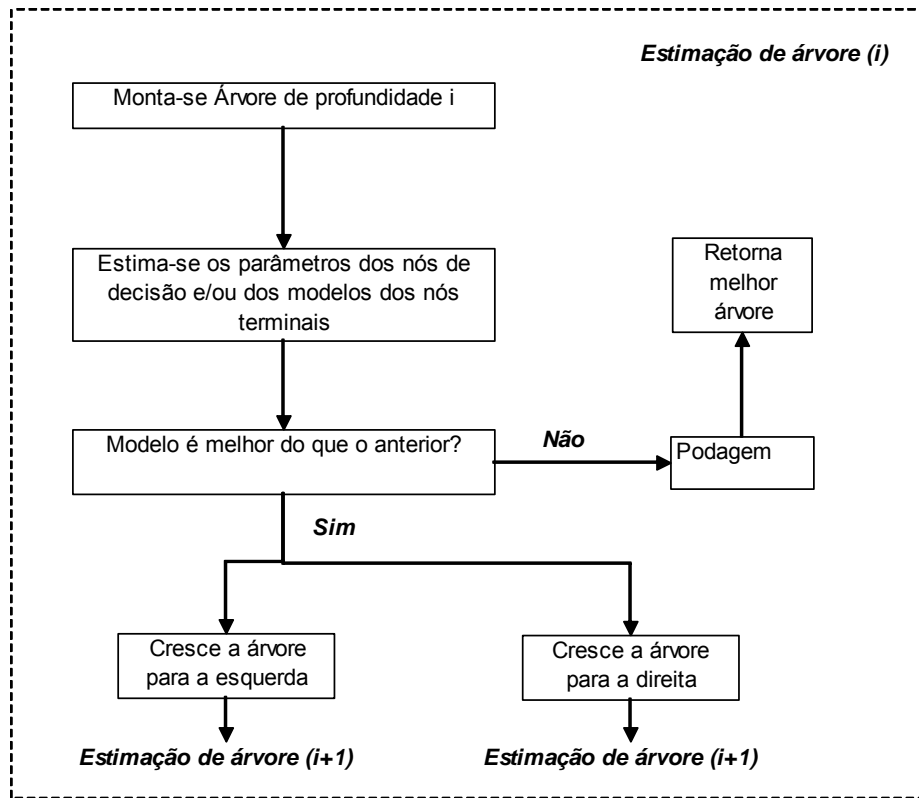 Estimação de árvore (i)
Monta-se Árvore de profundidade i
Estima-se os parâmetros dos nós de
decisão e/ou dos modelos dos nós
terminais
Retorna
melhor
árvore
Modelo é melhor do que o anterior?
Não
Podagem
Sim
Cresce a árvore
para a esquerda
Cresce a árvore
para a direita
Estimação de árvore (i+1)
Estimação de árvore (i+1)